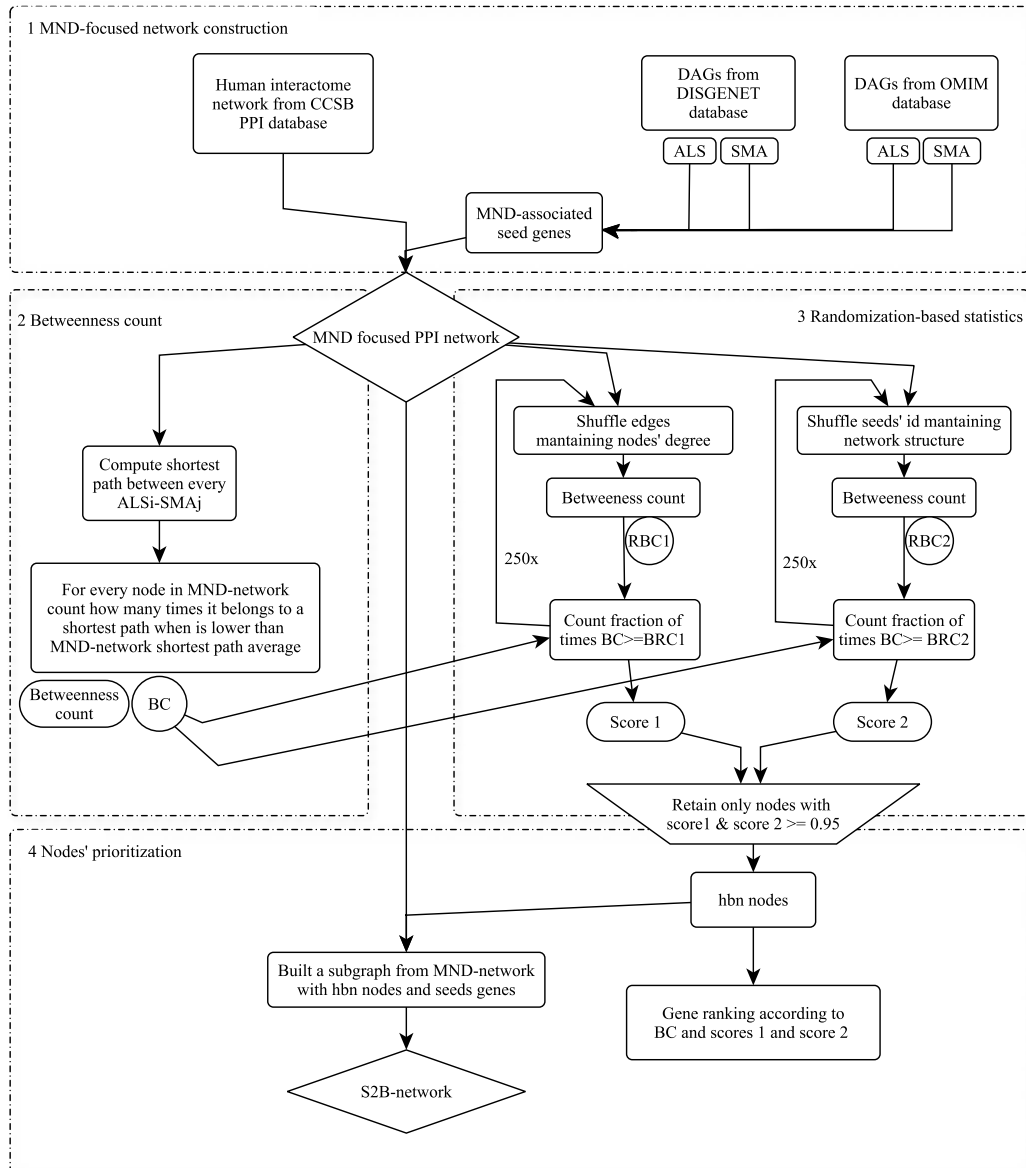 1 MND-focused network construction
Human interactome
network from CCSB
PPI database
DAGs from
DISGENET
database
DAGs from OMIM
database
ALS
SMA
ALS
SMA
MND-associated
seed genes
2 Betweenness count
MND focused PPI network
3 Randomization-based statistics
Compute shortest
path between every
ALSi-SMAj
For every node in MND-network
count how many times it belongs to a
shortest path when is lower than
MND-network shortest path average
Betweenness
count
BC
Shuffle edges
mantaining nodes' degree
Betweeness count
RBC1
250x
Count fraction of
times BC>=BRC1
Score 1
Shuffle seeds' id mantaining
network structure
Betweeness count
RBC2
250x
Count fraction of
times BC>= BRC2
Score 2
Retain only nodes with
score1 & score 2 >= 0.95
4 Nodes' prioritization
hbn nodes
Built a subgraph from MND-network
with hbn nodes and seeds genes
Gene ranking according to
BC and scores 1 and score 2
S2B-network